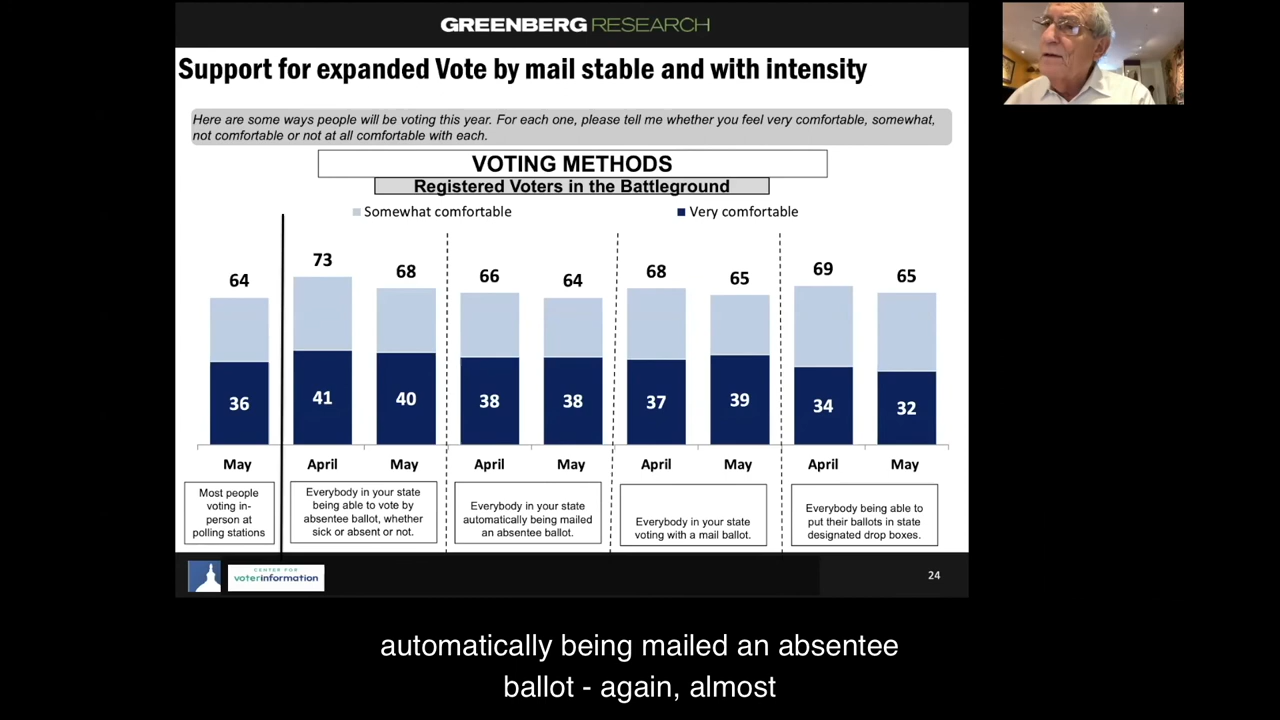 GREENBERG RESEARCH
Support for expanded Vote by mail stable and with intensity
Here are some ways people will be voting this year. For each one, please tell me whether you feel very comfortable, somewhat,
not comfortable or not at all comfortable with each.
VOTING METHODS
Registered Voters in the Battleground
Somewhat comfortable
Very comfortable
64
73
68
66
64
68
65
69
65
36
41
40
38
38
37
39
34
32
May
April
May
April
May
April
May
April
May
Most people
voting in-
person at
polling stations
Everybody in your state
being able to vote by
absentee ballot, whether
sick or absent or not.
Everybody in your state
automatically being mailed
an absentee ballot.
Everybody in your state
voting with a mail ballot.
Everybody being able to
put their ballots in state
designated drop boxes.
CENTER FOR
voterinformation
24
automatically being mailed an absentee
ballot - again, almost